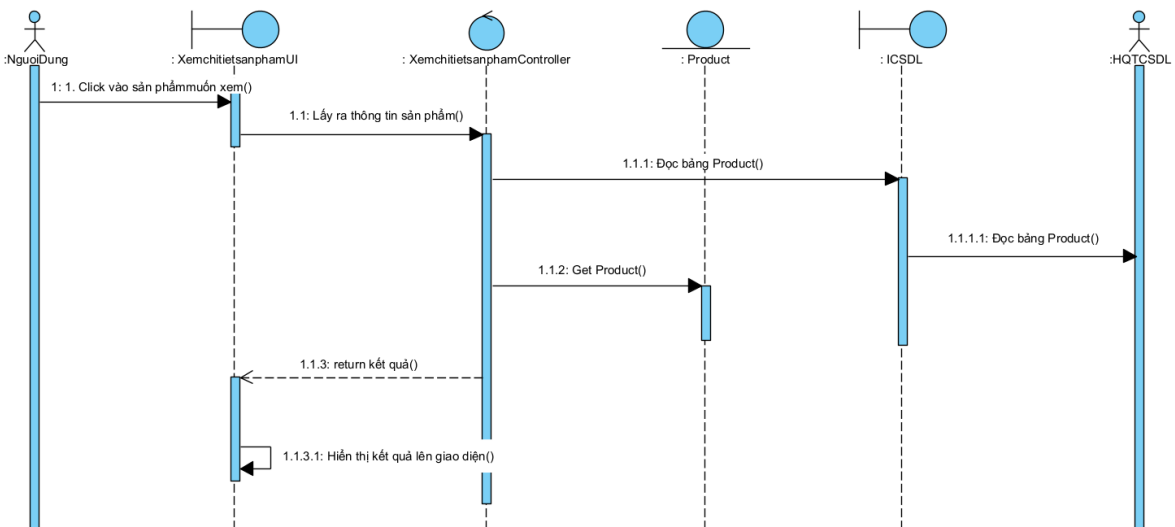 :NguoiDung
: XemchitietsanphamUI
: XemchitietsanphamController
: Product
: ICSDL
:HQTCSDL
1: 1. Click vào sản phẩmmuốn xem()
1.1: Lấy ra thông tin sản phẩm()
1.1.1: Đọc bảng Product()
1.1.1.1: Đọc bảng Product()
1.1.2: Get Product()
1.1.3: return kết quả()
1.1.3.1: Hiển thị kết quả lên giao diện()